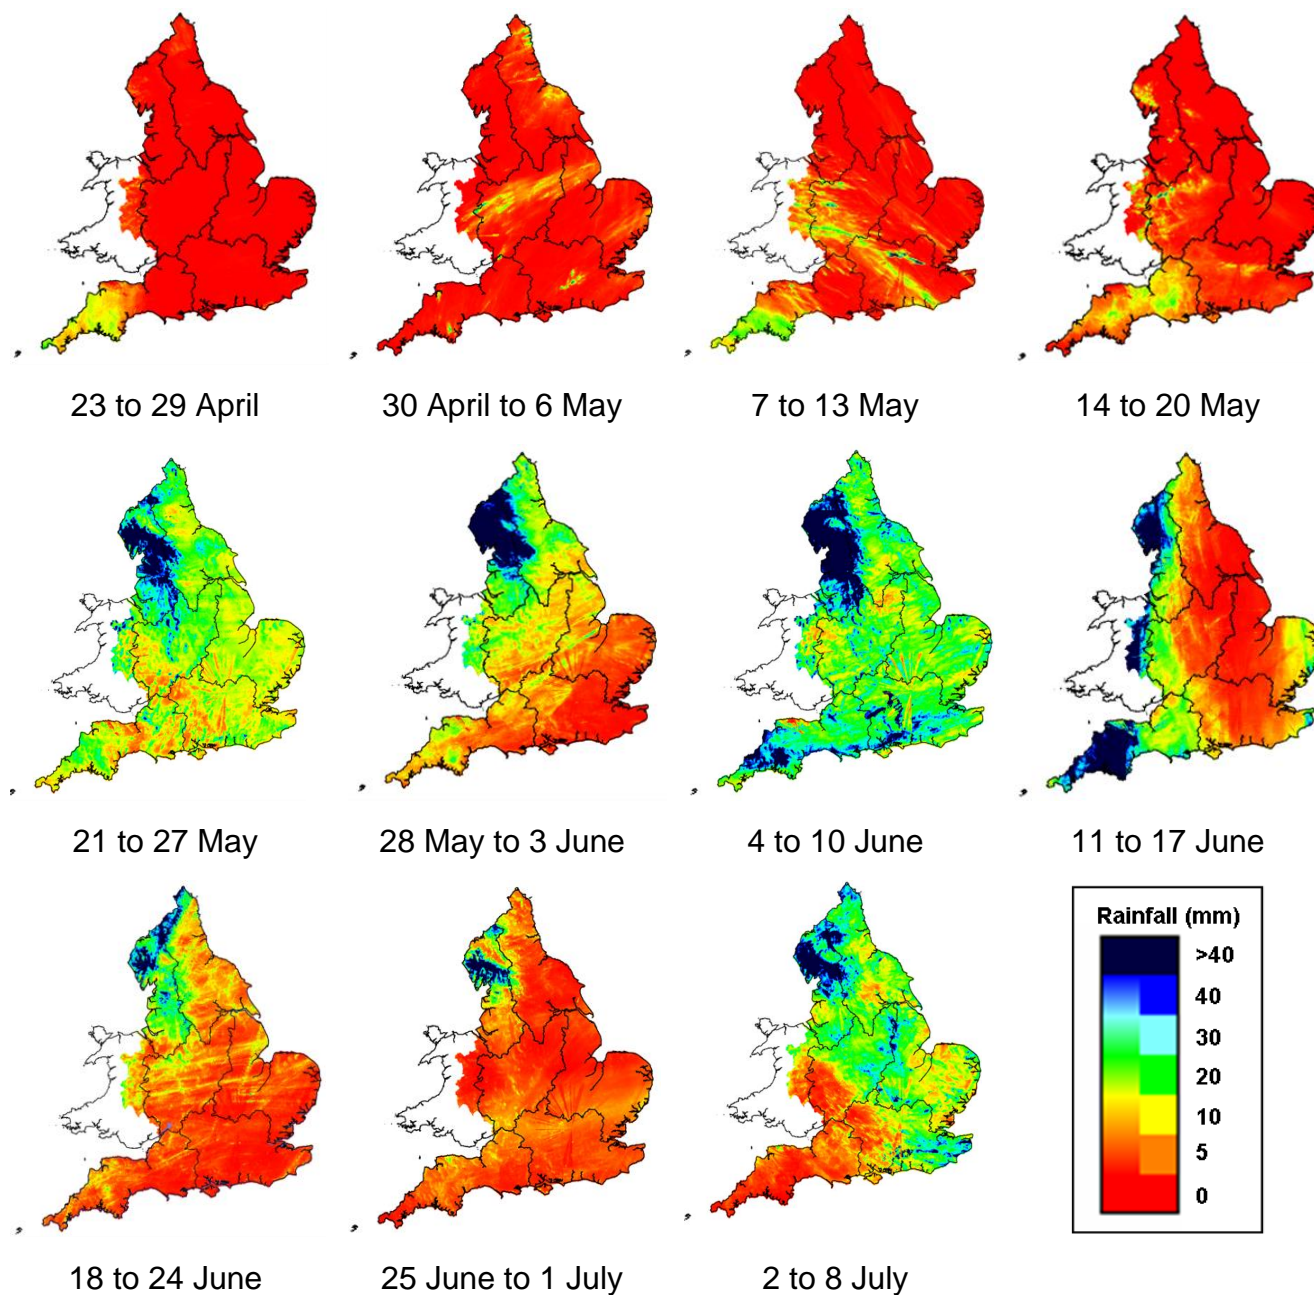 23 to 29 April
30 April to 6 May
7 to 13 May
14 to 20 May
21 to 27 May
28 May to 3 June
4 to 10 June
11 to 17 June
Rainfall (mm)
>40
40
30
20
10
5
0
18 to 24 June
25 June to 1 July
2 to 8 July